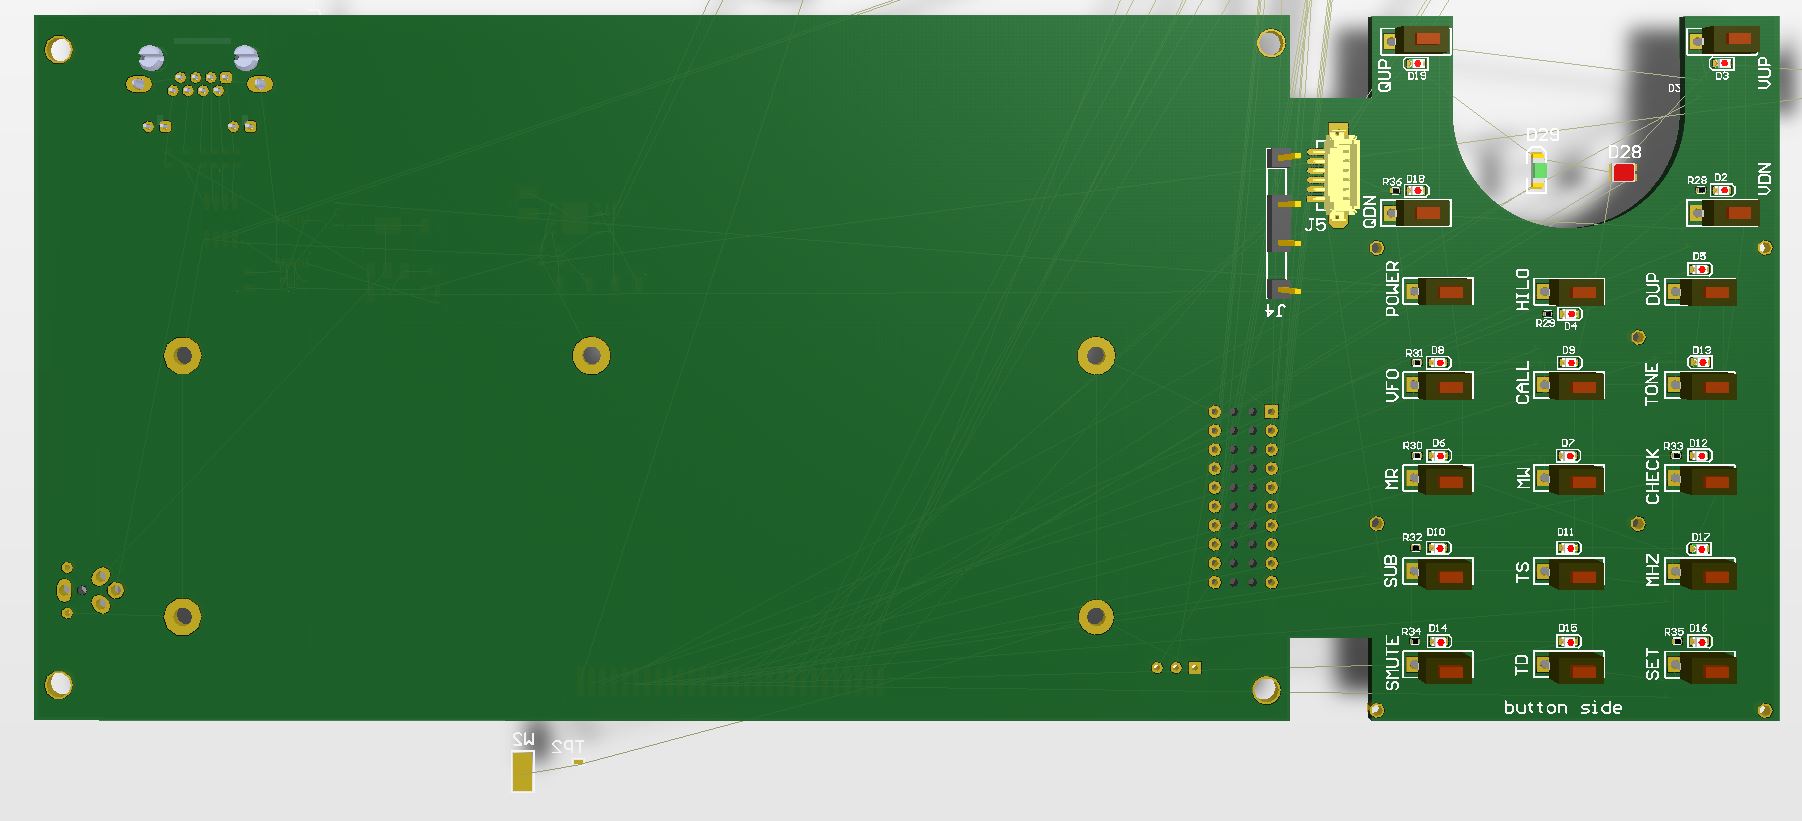 QUP
D19
D3
VUP
D2
D29
D28
R36
D18
R28
D2
VDN
QDN
J5
J4
POWER
HILO
DUP
D5
R29
D4
R31
D8
D9
D13
VFO
CALL
TONE
R30
D6
D7
R33
D12
MR
MW
CHECK
R32
D10
D11
D17
SUB
TS
MHZ
R34
D14
D15
R35
D16
SMUTE
TD
SET
button side
W2
TP2